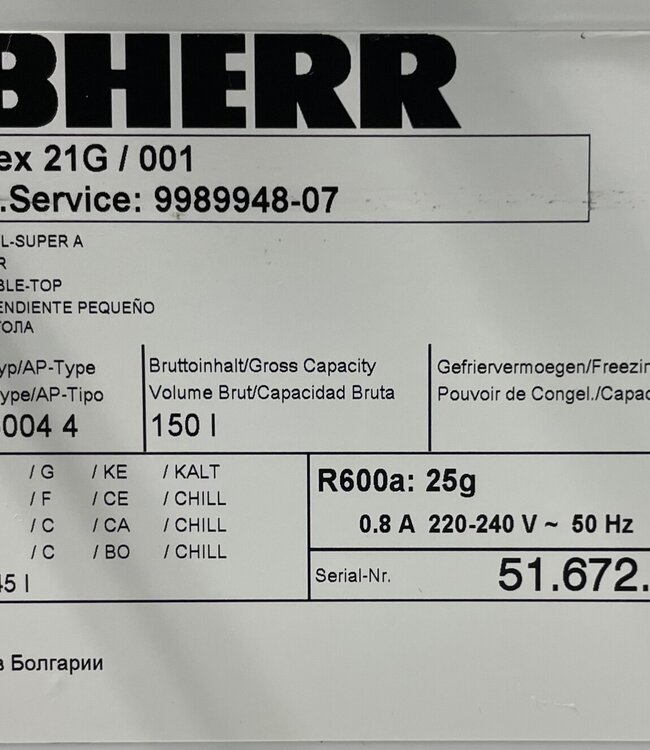 BHERR
ex 21G / 001
.Service: 9989948-07
L-SUPER A
R
BLE-TOP
ENDIENTE PEQUEÑO
ТОЛА
yp/AP-Type
ype/AP-Tipo
004 4
Bruttoinhalt/Gross Capacity
Volume Brut/Capacidad Bruta
150 l
Gefriervermoegen/Freezin
Pouvoir de Congel./Capac
/ G / KE / KALT
/ F / CE / CHILL
/ C / CA / CHILL
/ C / BO / CHILL
45 l
R600a: 25g
0.8 A 220-240 V ~ 50 Hz
Serial-Nr. 51.672.
в Болгарии